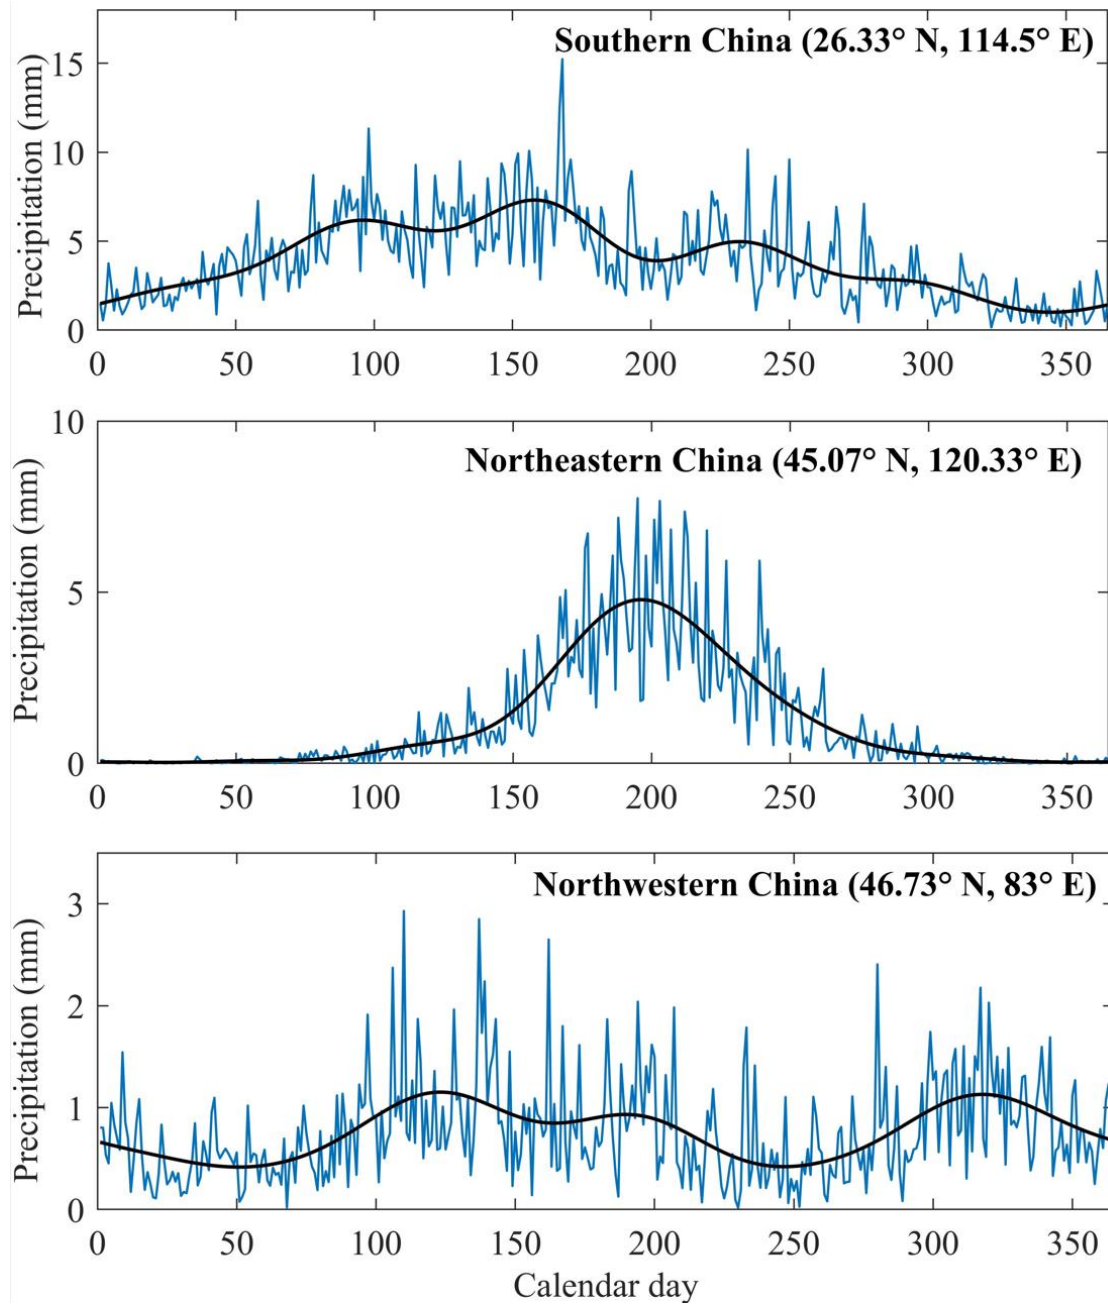 Southern China (26.33° N, 114.5° E)
Precipitation (mm)
15
10
5
0
0 50 100 150 200 250 300 350
Northeastern China (45.07° N, 120.33° E)
Precipitation (mm)
10
5
0
0 50 100 150 200 250 300 350
Northwestern China (46.73° N, 83° E)
Precipitation (mm)
3
2
1
0
0 50 100 150 200 250 300 350
Calendar day